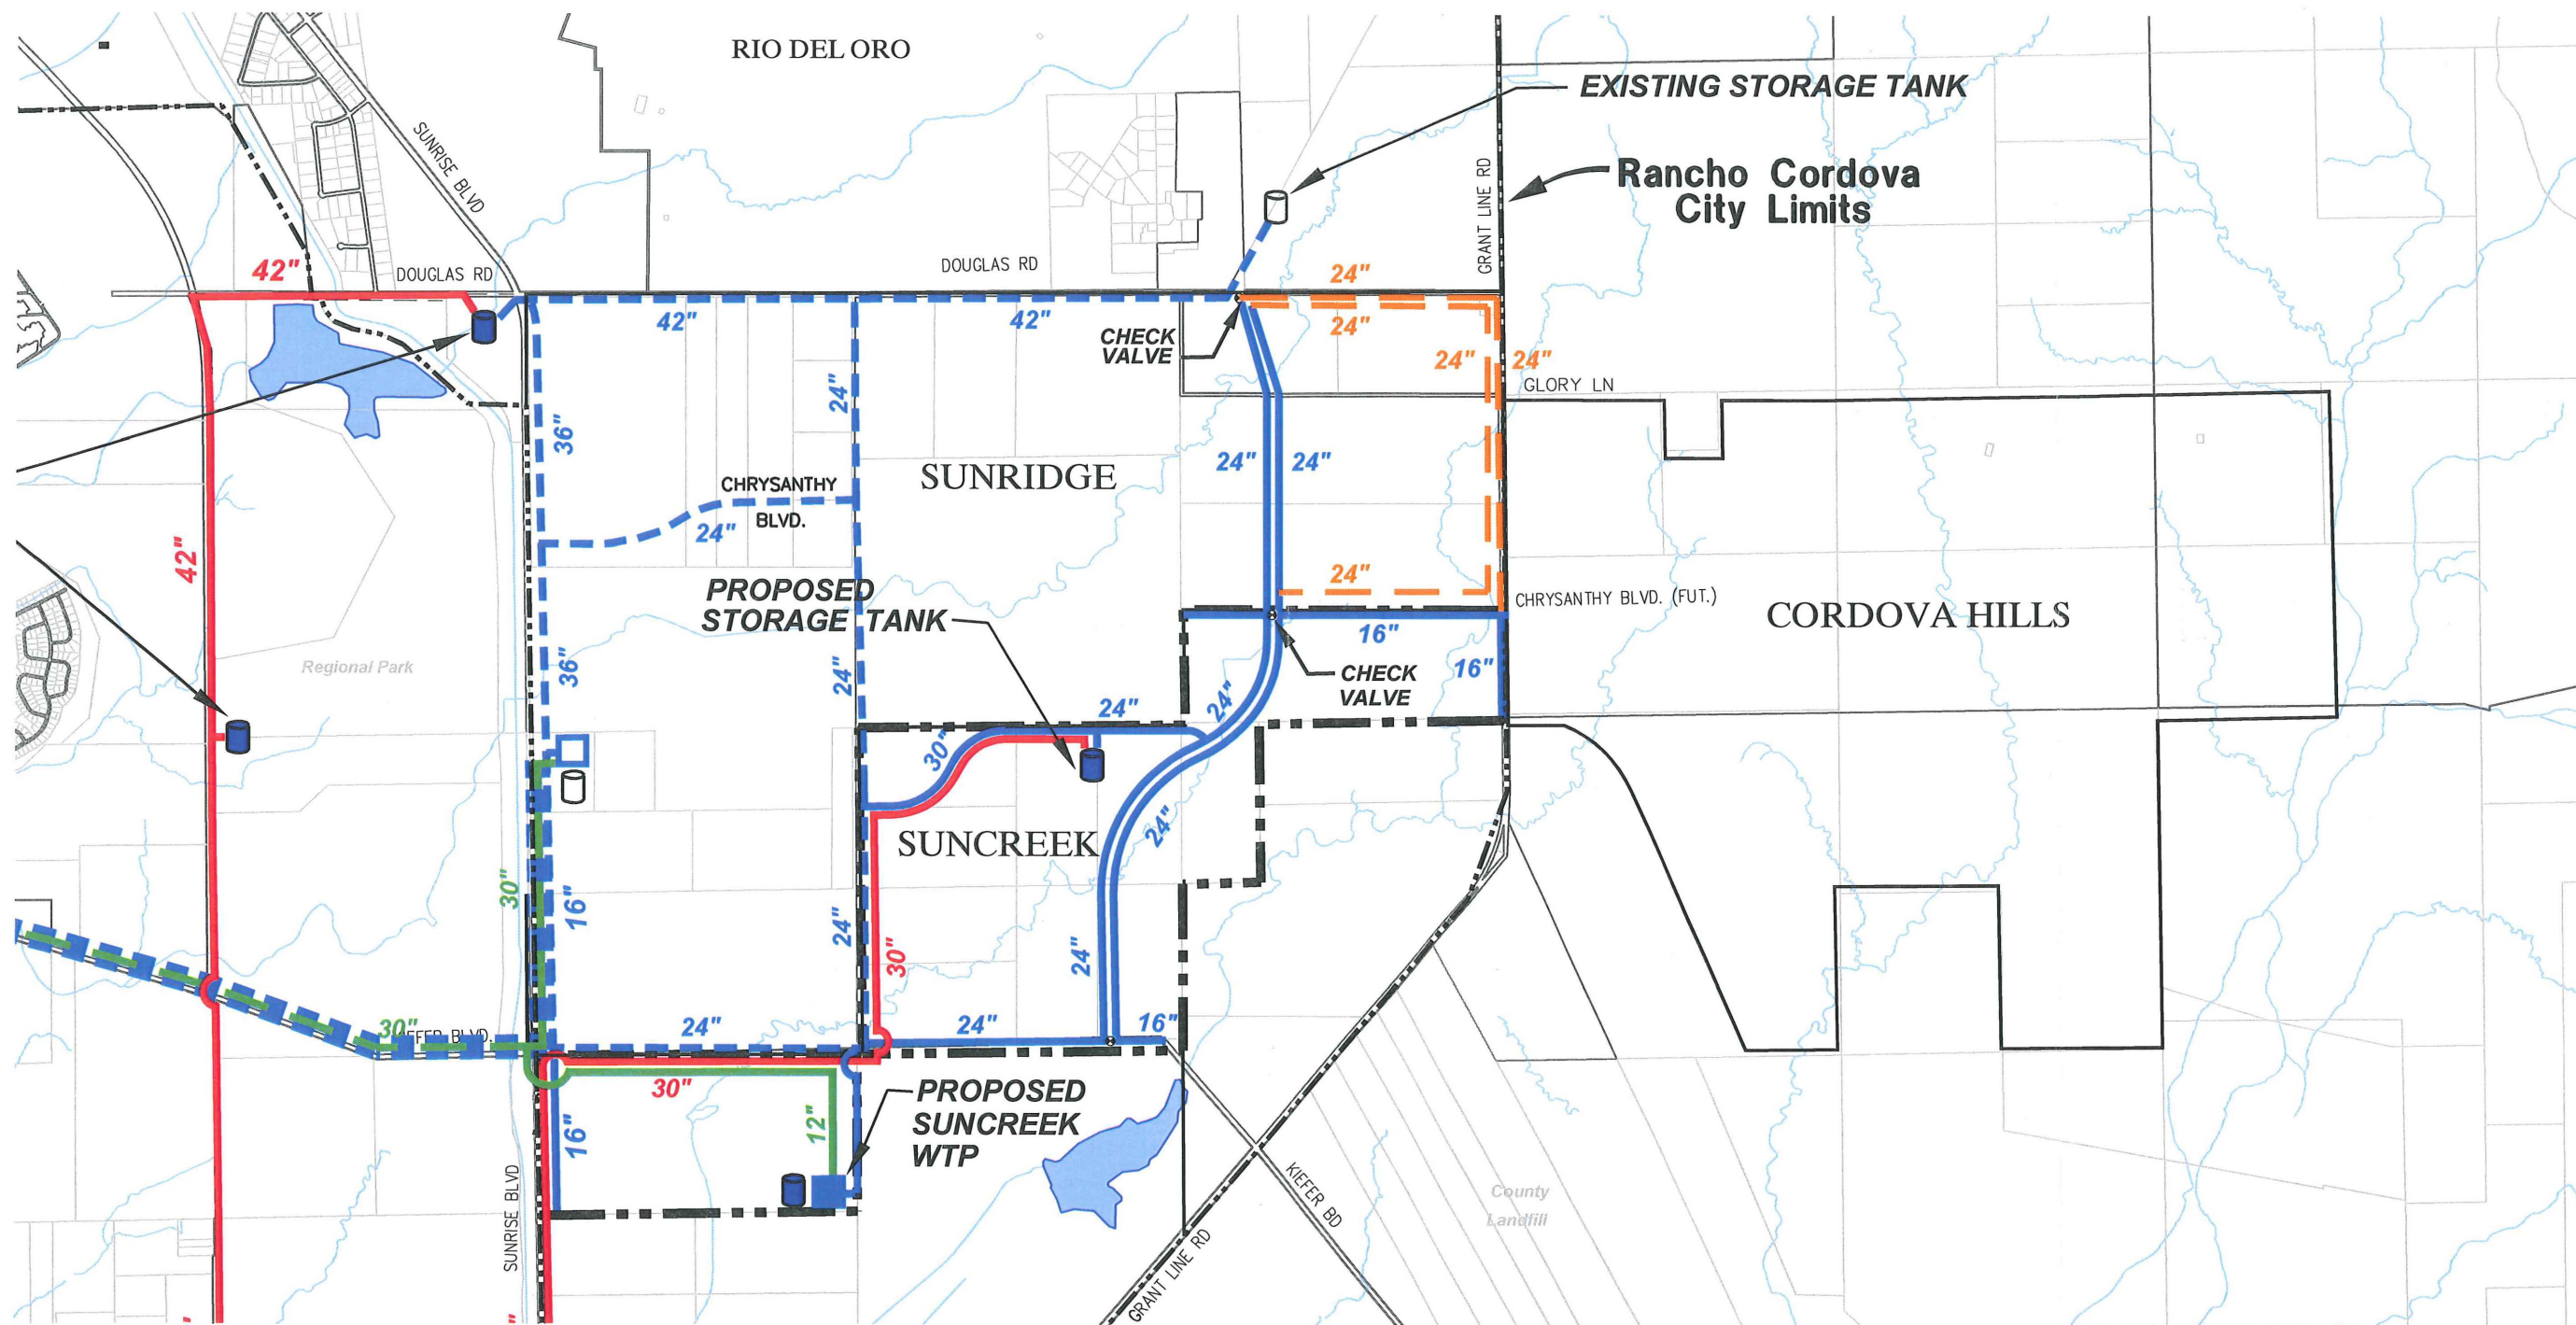 RIO DEL ORO
EXISTING STORAGE TANK
SUNRISE BLVD
GRANT LINE RD
Rancho Cordova
City Limits
42"
DOUGLAS RD
DOUGLAS RD
24"
42"
42"
24"
CHECK
VALVE
24"
24"
24"
GLORY LN
36"
24"
24"
SUNRIDGE
CHRYSANTHY
BLVD.
24"
42"
24"
PROPOSED
STORAGE TANK
CHRYSANTHY BLVD. (FUT.)
CORDOVA HILLS
16"
Regional Park
36"
24"
16"
CHECK
VALVE
24"
24"
30"
24"
SUNCREEK
30"
16"
24"
30"
24"
30"
24"
24"
16"
30"
PROPOSED
SUNCREEK
WTP
16"
12"
SUNRISE BLVD
KIEFER BD
County
Landfill
GRANT LINE RD